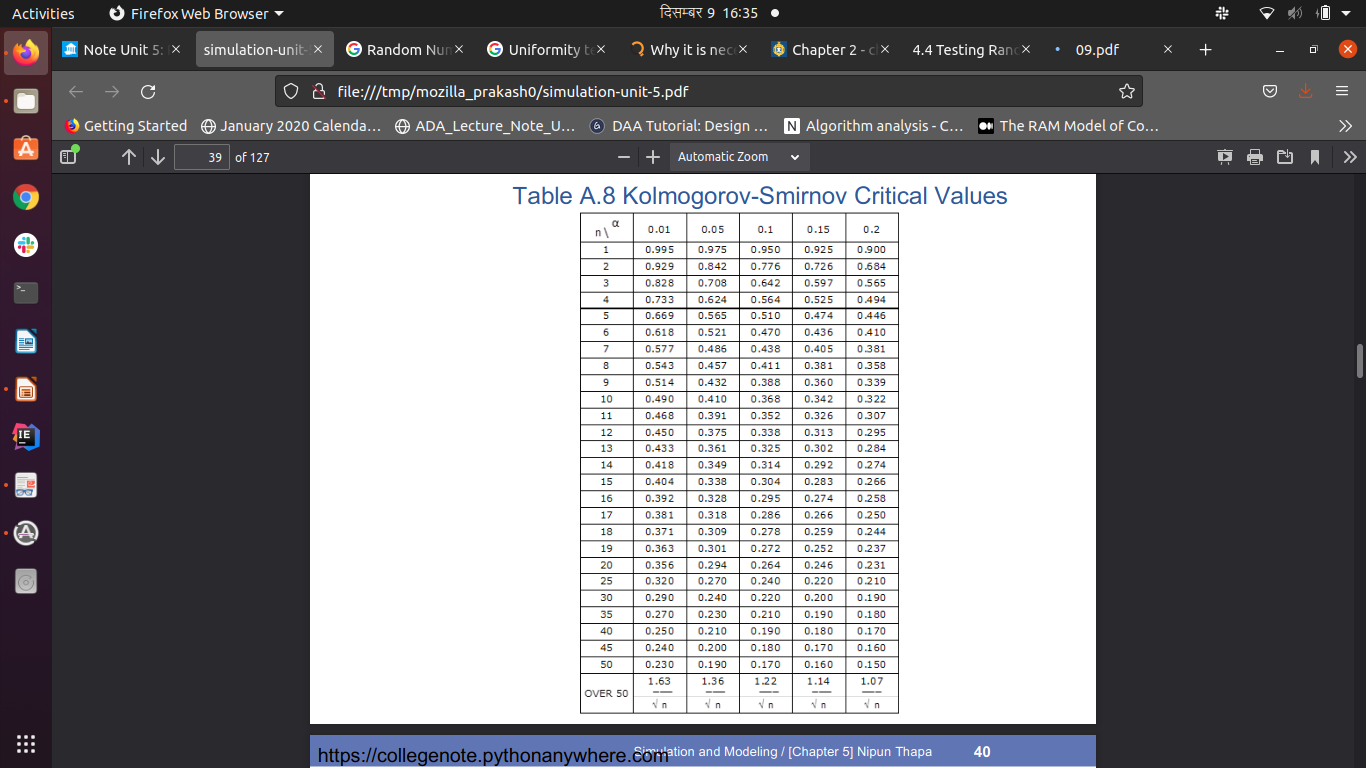 Activities Firefox Web Browser दिसम्बर 9 16:35
Note Unit 5: simulation-unit- Random Num Uniformity te Why it is nece Chapter 2 - cl 4.4 Testing Rand 09.pdf
file:///tmp/mozilla_prakash0/simulation-unit-5.pdf
Getting Started January 2020 Calenda… ADA_Lecture_Note_U… DAA Tutorial: Design … Algorithm analysis - C… The RAM Model of Co…
39 of 127 Automatic Zoom
Table A.8 Kolmogorov-Smirnov Critical Values
n\α 0.01 0.05 0.1 0.15 0.2
1 0.995 0.975 0.950 0.925 0.900
2 0.929 0.842 0.776 0.726 0.684
3 0.828 0.708 0.642 0.597 0.565
4 0.733 0.624 0.564 0.525 0.494
5 0.669 0.565 0.510 0.474 0.446
6 0.618 0.521 0.470 0.436 0.410
7 0.577 0.486 0.438 0.405 0.381
8 0.543 0.457 0.411 0.381 0.358
9 0.514 0.432 0.388 0.360 0.339
10 0.490 0.410 0.368 0.342 0.322
11 0.468 0.391 0.352 0.326 0.307
12 0.450 0.375 0.338 0.313 0.295
13 0.433 0.361 0.325 0.302 0.284
14 0.418 0.349 0.314 0.292 0.274
15 0.404 0.338 0.304 0.283 0.266
16 0.392 0.328 0.295 0.274 0.258
17 0.381 0.318 0.286 0.266 0.250
18 0.371 0.309 0.278 0.259 0.244
19 0.363 0.301 0.272 0.252 0.237
20 0.356 0.294 0.264 0.246 0.231
25 0.320 0.270 0.240 0.220 0.210
30 0.290 0.240 0.220 0.200 0.190
35 0.270 0.230 0.210 0.190 0.180
40 0.250 0.210 0.190 0.180 0.170
45 0.240 0.200 0.180 0.170 0.160
50 0.230 0.190 0.170 0.160 0.150
1.63 1.36 1.22 1.14 1.07
OVER 50 —— —— —— —— ——
√ n √ n √ n √ n √ n
https://collegenote.pythonanywhere.com Simulation and Modeling / [Chapter 5] Nipun Thapa 40